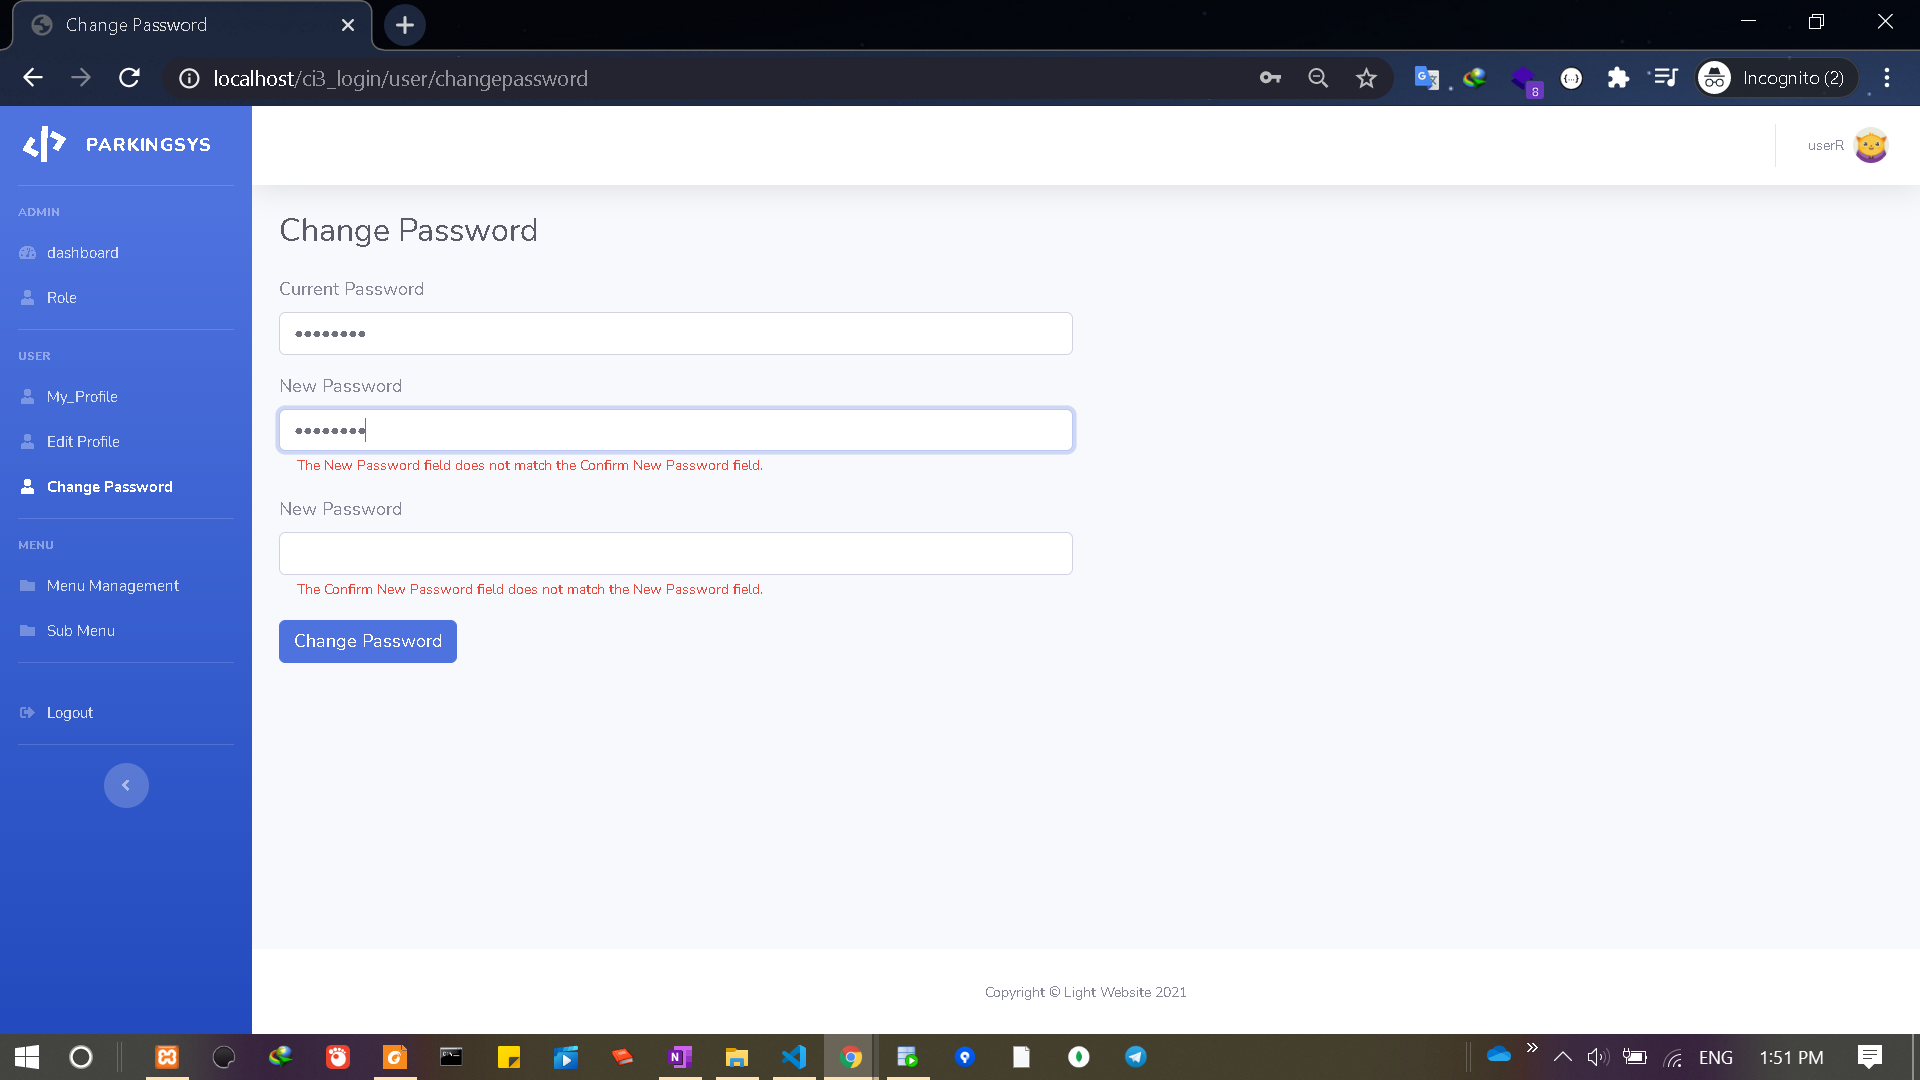 Change Password
localhost/ci3_login/user/changepassword
8
Incognito (2)
PARKINGSYS
userR
ADMIN
dashboard
Role
USER
My_Profile
Edit Profile
Change Password
MENU
Menu Management
Sub Menu
Logout
Change Password
Current Password
New Password
The New Password field does not match the Confirm New Password field.
New Password
The Confirm New Password field does not match the New Password field.
Change Password
Copyright © Light Website 2021
ENG
1:51 PM